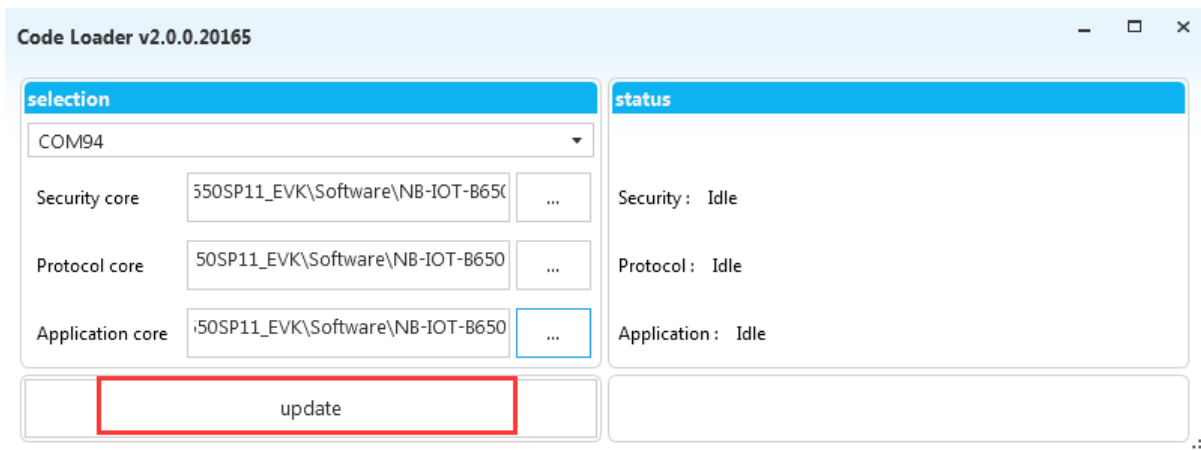 Code Loader v2.0.0.20165
selection
COM94
Security core
550SP11_EVK\Software\NB-IOT-B650
...
Protocol core
50SP11_EVK\Software\NB-IOT-B650
...
Application core
50SP11_EVK\Software\NB-IOT-B650
...
update
status
Security : Idle
Protocol : Idle
Application : Idle